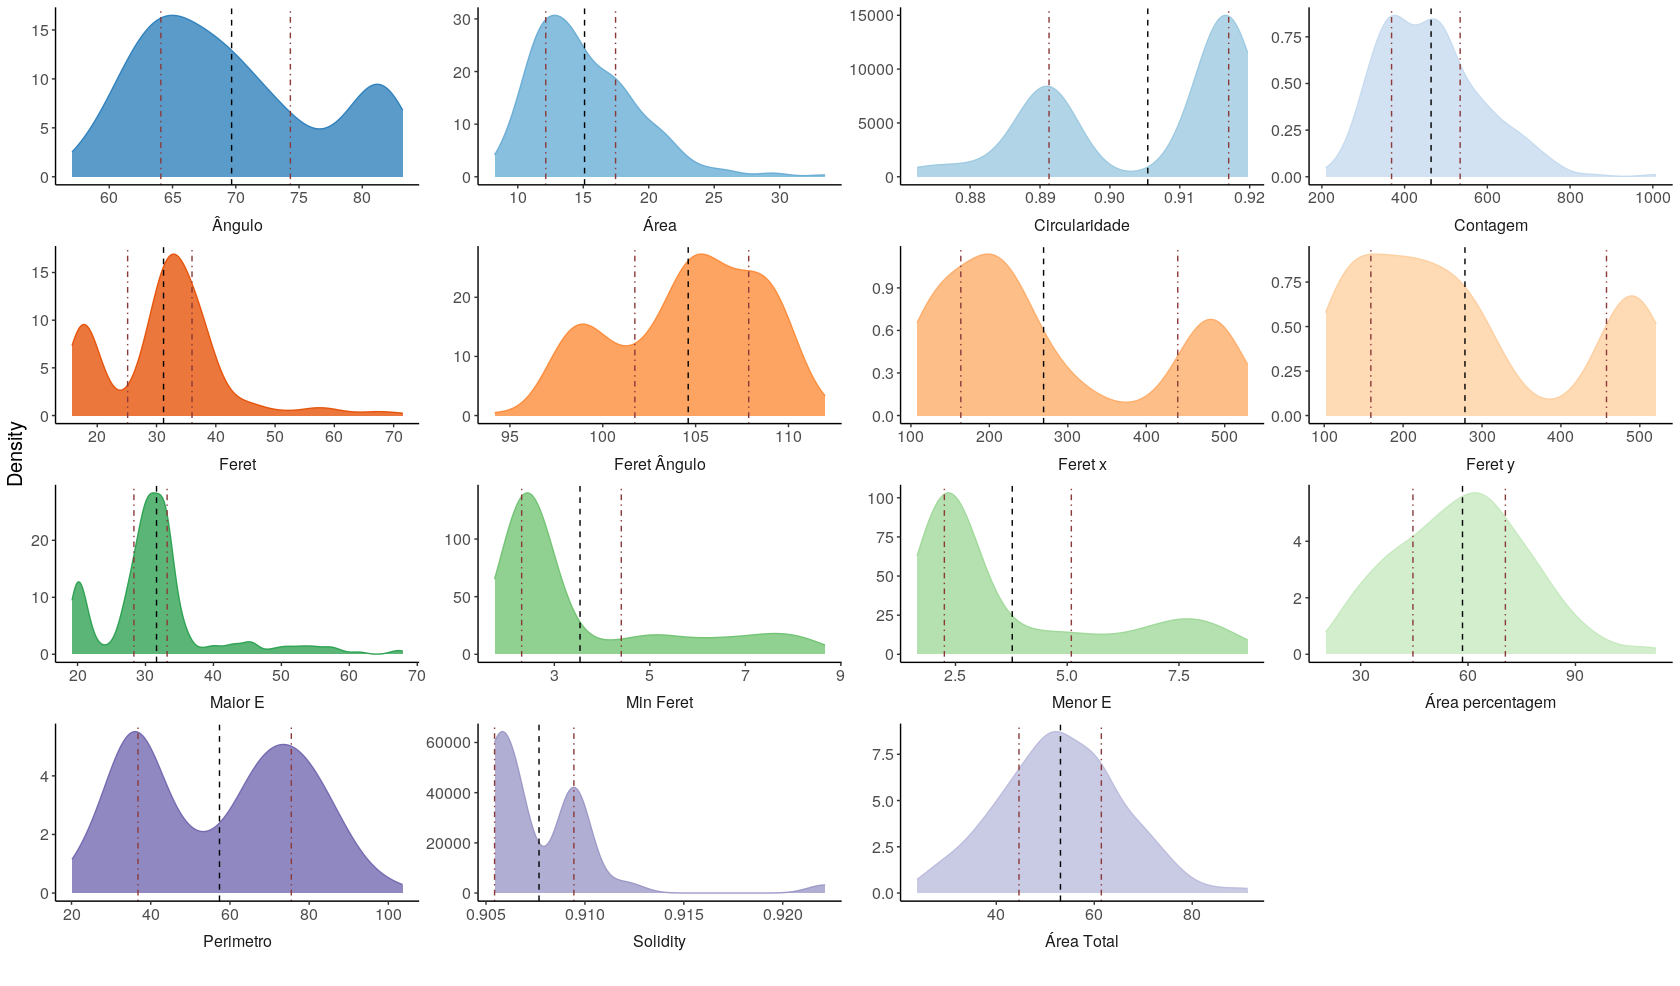 Density
15
10
5
0
60 65 70 75 80
Ângulo
30
20
10
0
10 15 20 25 30
Área
15000
10000
5000
0
0.88 0.89 0.90 0.91 0.92
Circularidade
0.75
0.50
0.25
0.00
200 400 600 800 1000
Contagem
15
10
5
0
20 30 40 50 60 70
Feret
20
10
0
95 100 105 110
Feret Ângulo
0.9
0.6
0.3
0.0
100 200 300 400 500
Feret x
0.75
0.50
0.25
0.00
100 200 300 400 500
Feret y
20
10
0
20 30 40 50 60 70
Maior E
100
50
0
3 5 7 9
Min Feret
100
75
50
25
0
2.5 5.0 7.5
Menor E
4
2
0
30 60 90
Área percentagem
4
2
0
20 40 60 80 100
Perimetro
60000
40000
20000
0
0.905 0.910 0.915 0.920
Solidity
7.5
5.0
2.5
0.0
40 60 80
Área Total